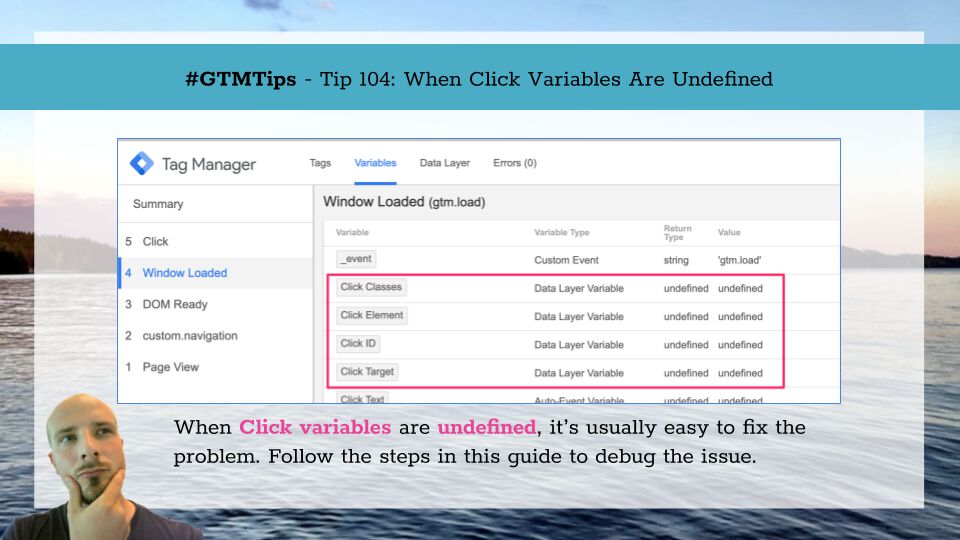 #GTMTips - Tip 104: When Click Variables Are Undefined
Tag Manager
Tags Variables Data Layer Errors (0)
Summary
5 Click
4 Window Loaded
3 DOM Ready
2 custom.navigation
1 Page View
Window Loaded (gtm.load)
Variable Variable Type Return Type Value
_event Custom Event string 'gtm.load'
Click Classes Data Layer Variable undefined undefined
Click Element Data Layer Variable undefined undefined
Click ID Data Layer Variable undefined undefined
Click Target Data Layer Variable undefined undefined
Click Text Auto-Event Variable undefined undefined
When Click variables are undefined, it's usually easy to fix the
problem. Follow the steps in this guide to debug the issue.